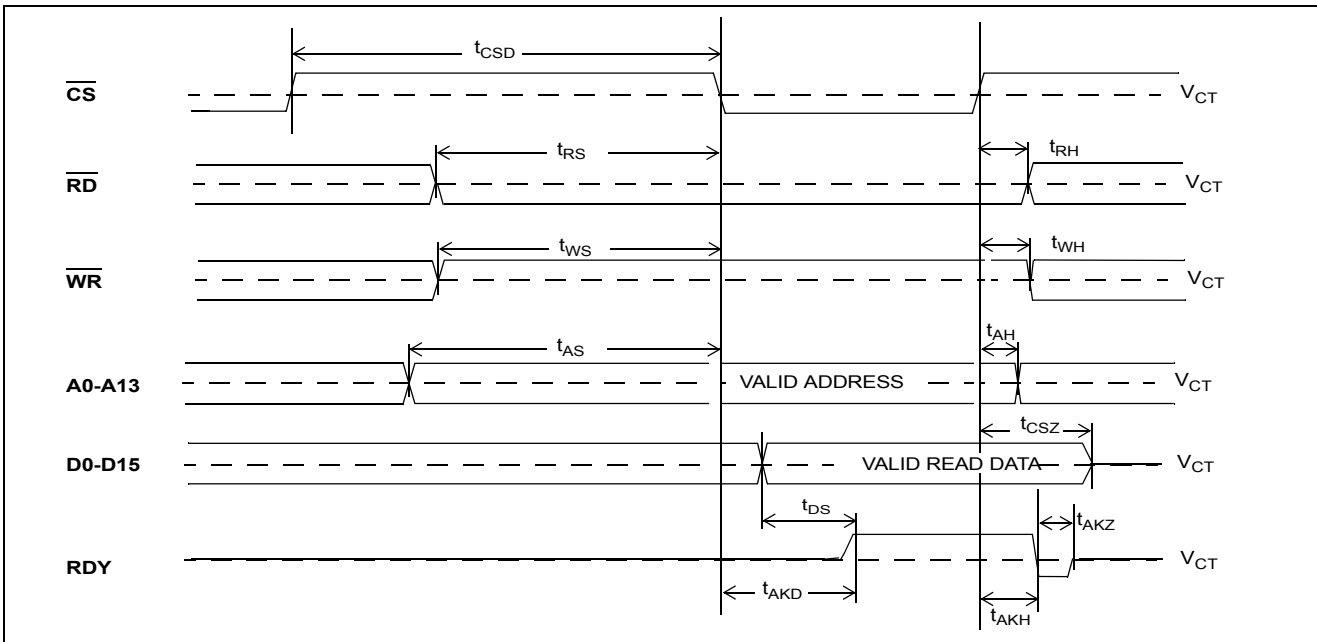 tCSD
CS VCT
tRS tRH
RD VCT
tWS tWH
WR VCT
tAS tAH
A0-A13 VALID ADDRESS VCT
tCSZ
D0-D15 VALID READ DATA VCT
tDS tAKZ
RDY VCT
tAKD tAKH